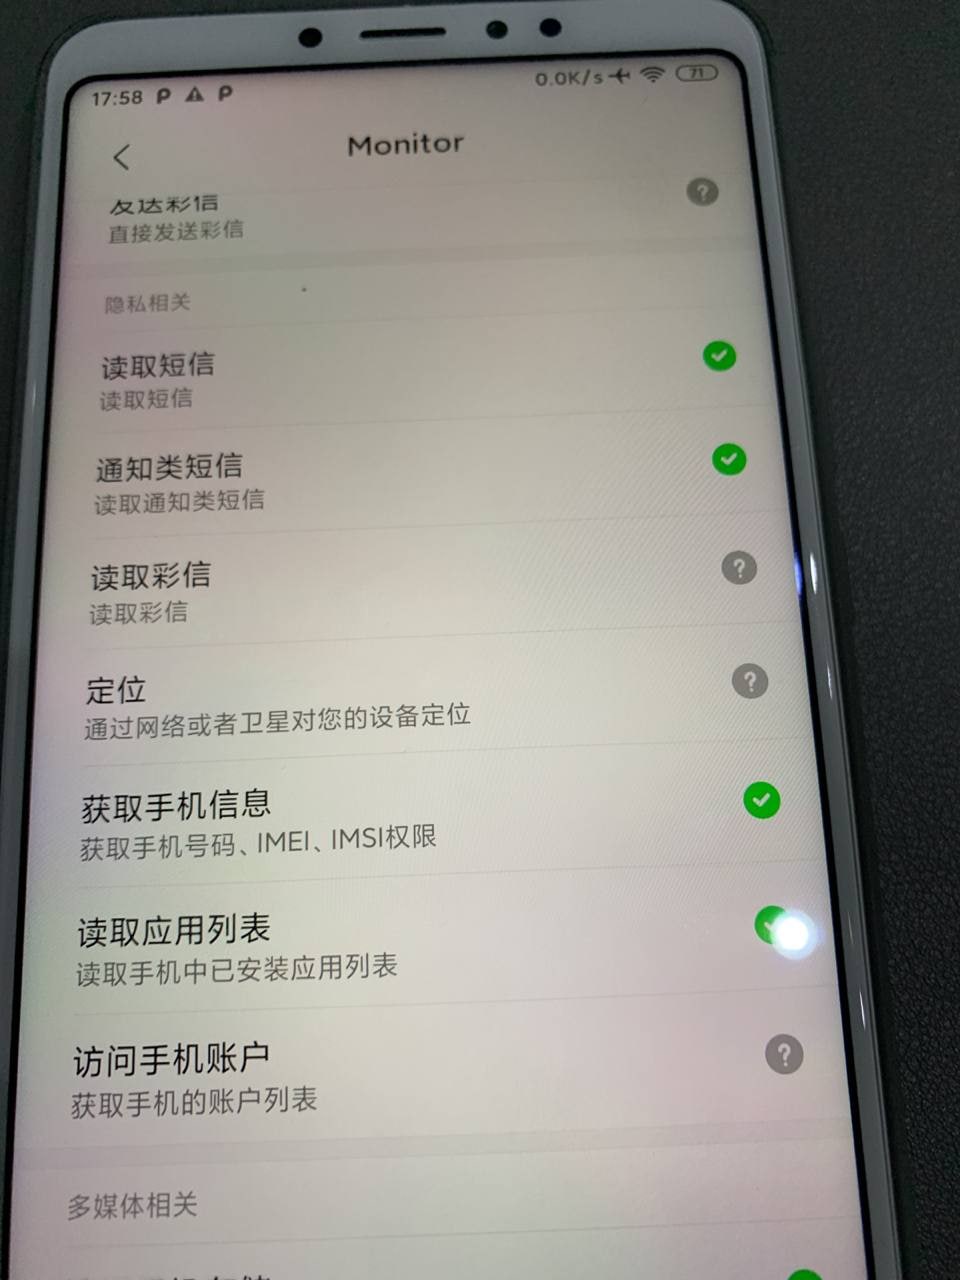 17:58
0.0K/s
71
Monitor
发送彩信
直接发送彩信
隐私相关
读取短信
读取短信
通知类短信
读取通知类短信
读取彩信
读取彩信
定位
通过网络或者卫星对您的设备定位
获取手机信息
获取手机号码、IMEI、IMSI权限
读取应用列表
读取手机中已安装应用列表
访问手机账户
获取手机的账户列表
多媒体相关